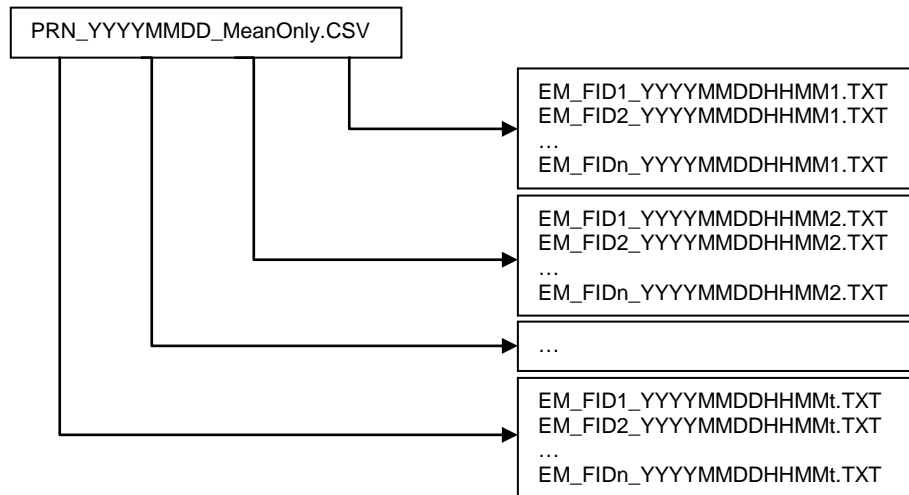 PRN_YYYYMMDD_MeanOnly.CSV
EM_FID1_YYYYMMDDHHMM1.TXT
EM_FID2_YYYYMMDDHHMM1.TXT
…
EM_FIDn_YYYYMMDDHHMM1.TXT
EM_FID1_YYYYMMDDHHMM2.TXT
EM_FID2_YYYYMMDDHHMM2.TXT
…
EM_FIDn_YYYYMMDDHHMM2.TXT
…
EM_FID1_YYYYMMDDHHMMt.TXT
EM_FID2_YYYYMMDDHHMMt.TXT
…
EM_FIDn_YYYYMMDDHHMMt.TXT